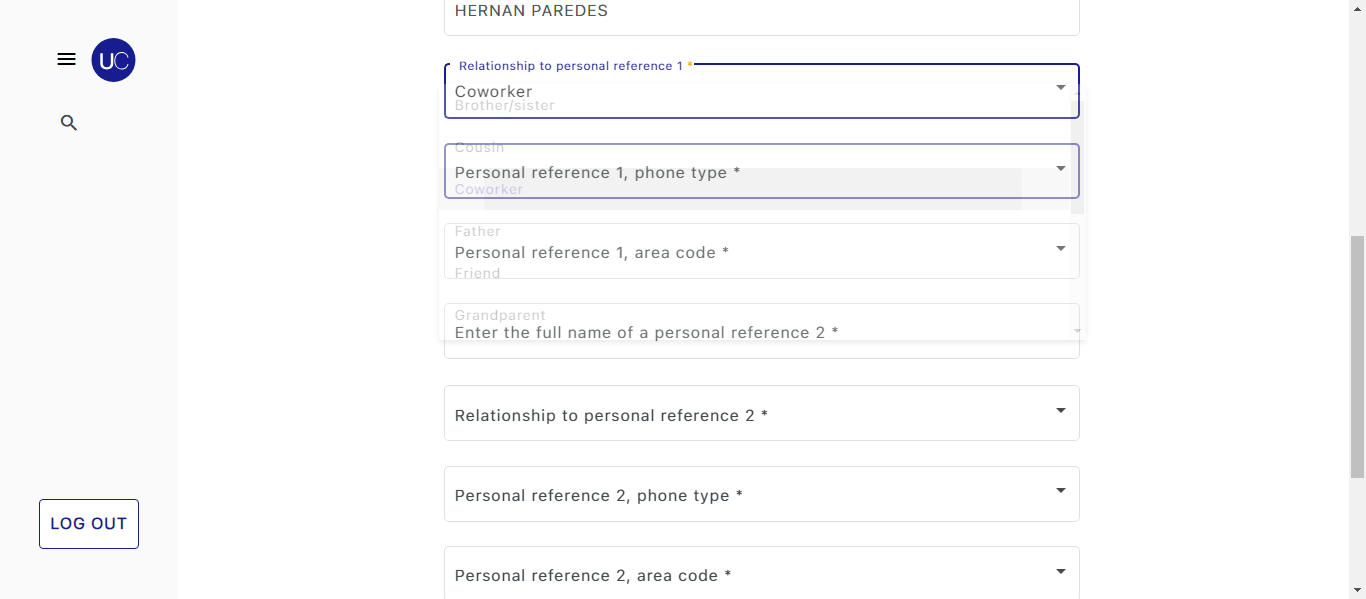 HERNAN PAREDES
UC
Relationship to personal reference 1 *
Coworker
Brother/sister
Cousin
Personal reference 1, phone type *
Coworker
Father
Personal reference 1, area code *
Friend
Grandparent
Enter the full name of a personal reference 2 *
Relationship to personal reference 2 *
Personal reference 2, phone type *
LOG OUT
Personal reference 2, area code *